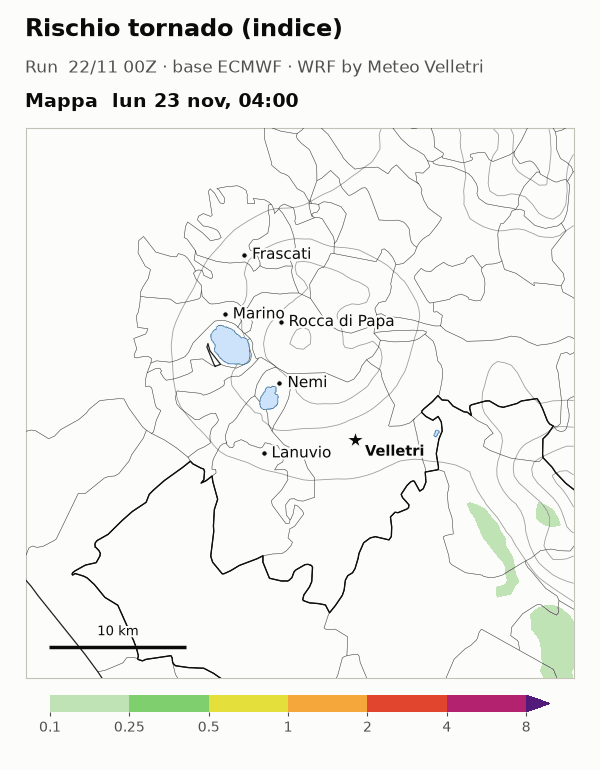 Rischio tornado (indice)
Run  22/11 00Z · base ECMWF · WRF by Meteo Velletri
Mappa  lun 23 nov, 04:00
Frascati
Marino
Rocca di Papa
Nemi
Velletri
Lanuvio
10 km
0.1 0.25 0.5 1 2 4 8